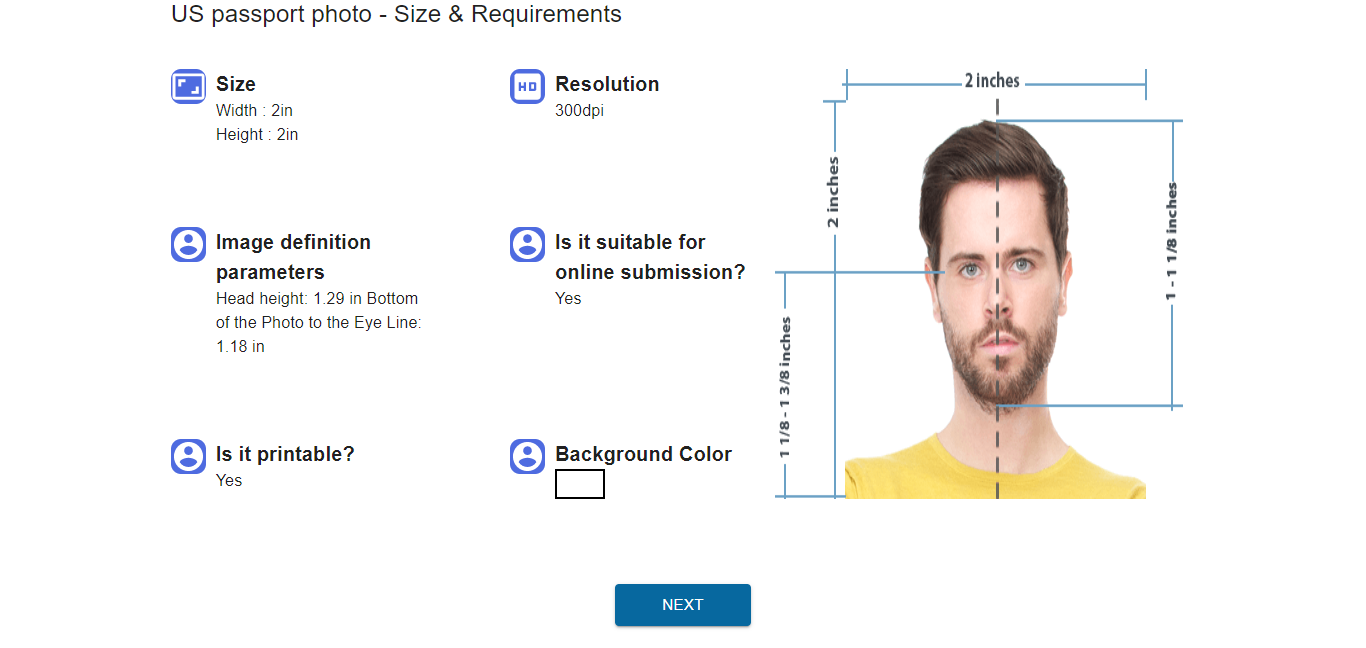 US passport photo - Size & Requirements
Size
Width : 2in
Height : 2in
HD
Resolution
300dpi
2 inches
2 inches
1 - 1 1/8 inches
1 1/8 - 1 3/8 inches
Image definition
parameters
Head height: 1.29 in Bottom
of the Photo to the Eye Line:
1.18 in
Is it suitable for
online submission?
Yes
Is it printable?
Yes
Background Color
NEXT